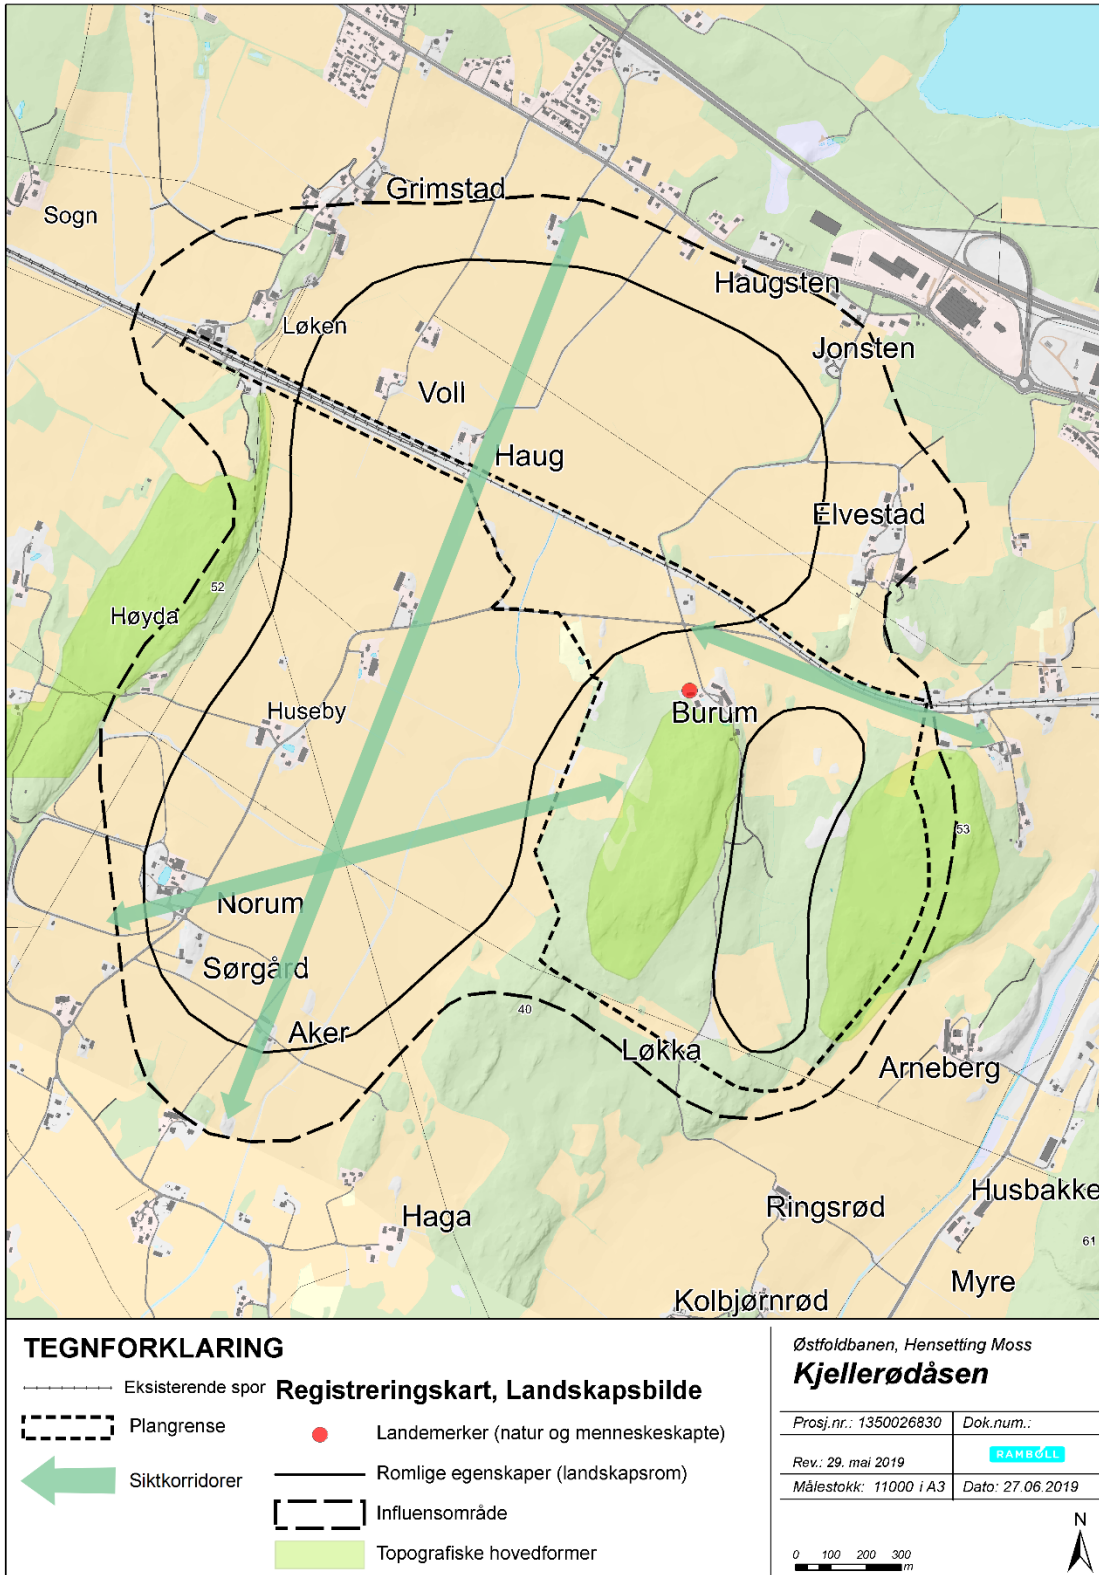 Grimstad
Sogn
Haugsten
Løken
Jonsten
Voll
Haug
Elvestad
52
Høyda
Huseby
Burum
53
Norum
Sørgård
40
Aker
Løkka
Arneberg
Husbakke
Ringsrød
Haga
61
Myre
Kolbjørnrød
TEGNFORKLARING
Eksisterende spor
Plangrense
Siktkorridorer
Registreringskart, Landskapsbilde
Landemerker (natur og menneskeskapte)
Romlige egenskaper (landskapsrom)
Influensområde
Topografiske hovedformer
Østfoldbanen, Hensetting Moss
Kjellerødåsen
Prosj.nr.: 1350026830 Dok.num.:
Rev.: 29. mai 2019 RAMBOLL
Målestokk: 11000 i A3 Dato: 27.06.2019
N
0 100 200 300
m